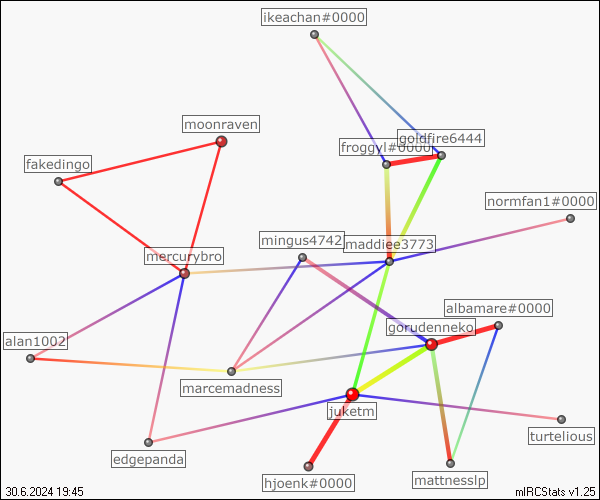 ikeachan#0000
moonraven
goldfire6444
froggyl#0000
fakedingo
normfan1#0000
mingus4742
maddiee3773
mercurybro
albamare#0000
gorudenneko
alan1002
marcemadness
juketm
turtelious
edgepanda
hjoenk#0000
mattnesslp
30.6.2024 19:45
mIRCStats v1.25